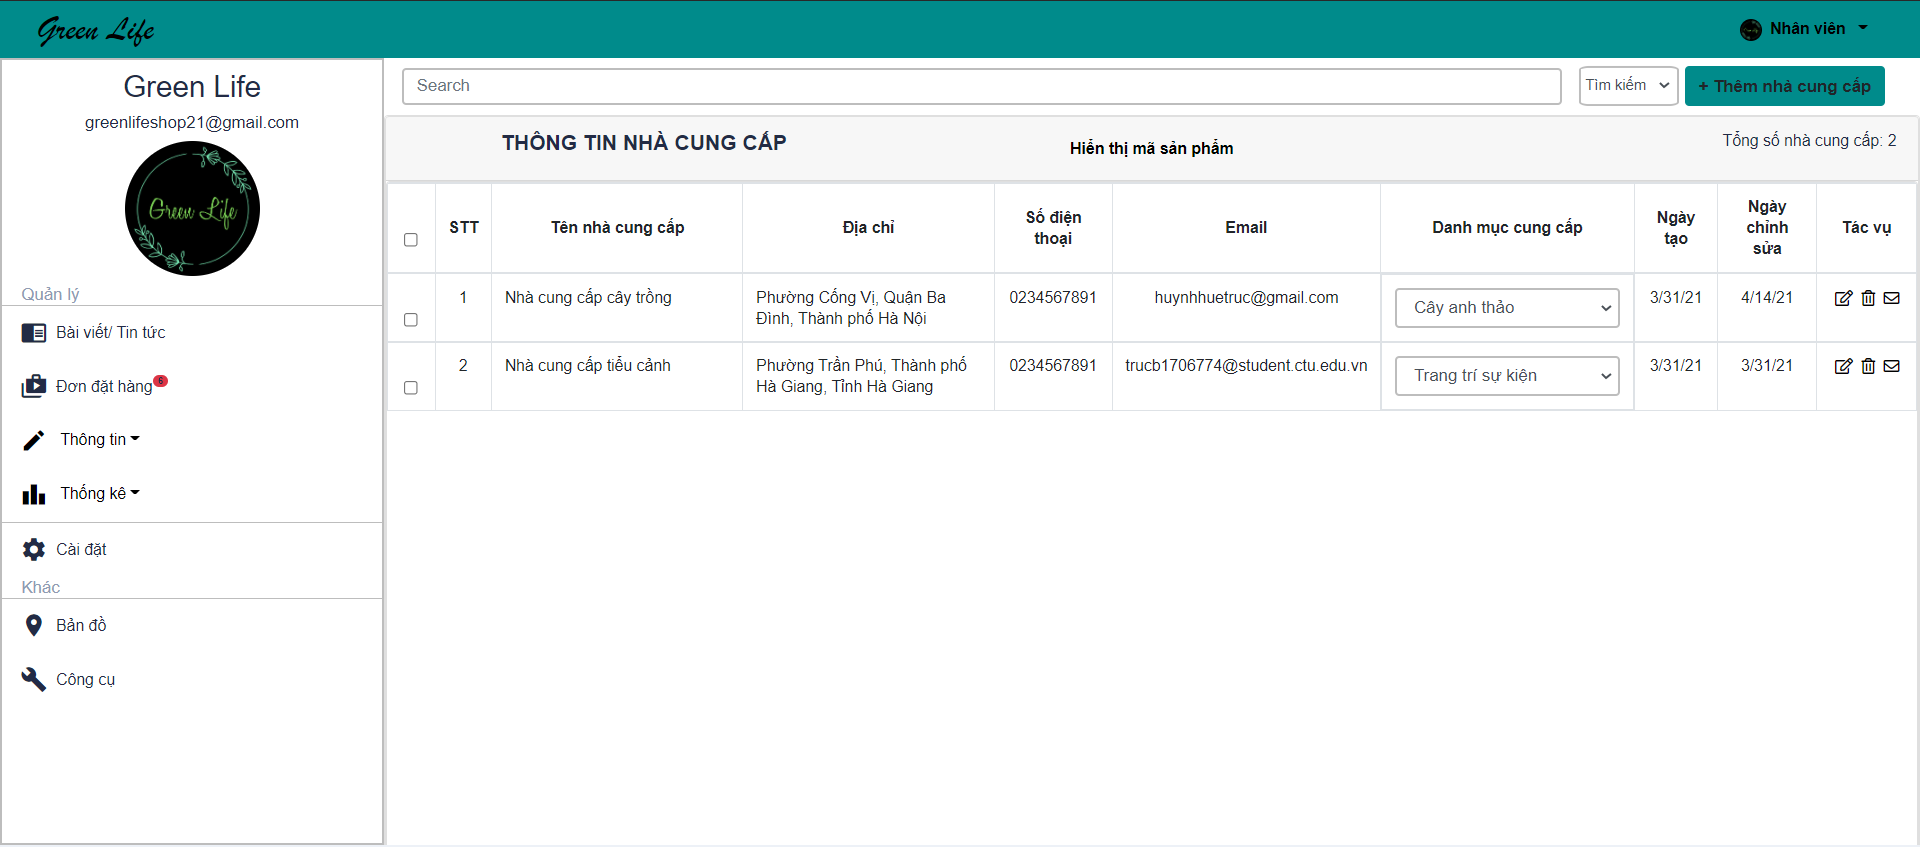 Green Life
Nhân viên
Green Life
greenlifeshop21@gmail.com
Green Life
Quản lý
Bài viết/ Tin tức
Đơn đặt hàng 6
Thông tin
Thống kê
Cài đặt
Khác
Bản đồ
Công cụ
Search
Tìm kiếm
+ Thêm nhà cung cấp
THÔNG TIN NHÀ CUNG CẤP
Hiển thị mã sản phẩm
Tổng số nhà cung cấp: 2
STT
Tên nhà cung cấp
Địa chỉ
Số điện
thoại
Email
Danh mục cung cấp
Ngày
tạo
Ngày
chỉnh
sửa
Tác vụ
1
Nhà cung cấp cây trồng
Phường Cống Vị, Quận Ba
Đình, Thành phố Hà Nội
0234567891
huynhhuetruc@gmail.com
Cây anh thảo
3/31/21
4/14/21
2
Nhà cung cấp tiểu cảnh
Phường Trần Phú, Thành phố
Hà Giang, Tỉnh Hà Giang
0234567891
trucb1706774@student.ctu.edu.vn
Trang trí sự kiện
3/31/21
3/31/21